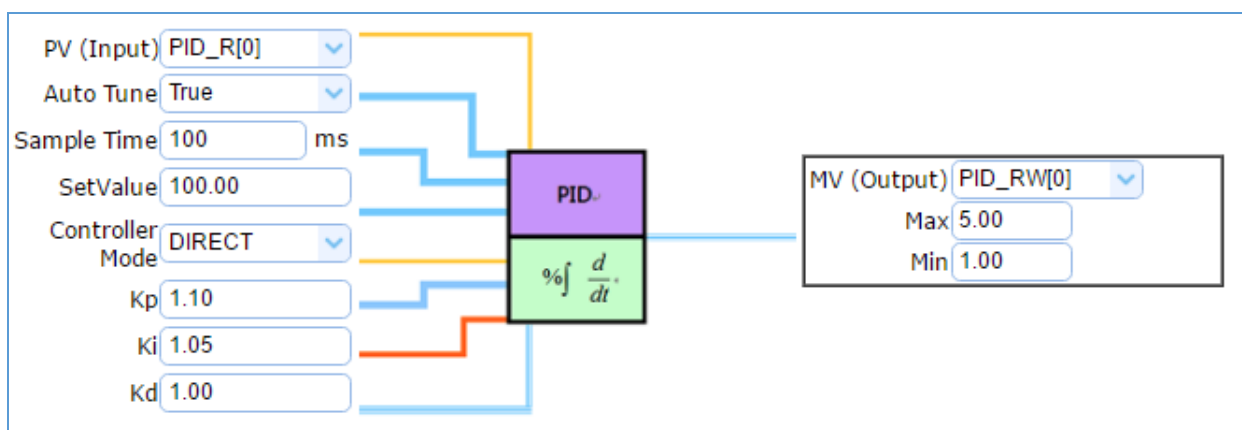 PV (Input) PID_R[0]
Auto Tune True
Sample Time 100 ms
SetValue 100.00
Controller
Mode DIRECT
Kp 1.10
Ki 1.05
Kd 1.00
PID
%∫ d/dt
MV (Output) PID_RW[0]
Max 5.00
Min 1.00